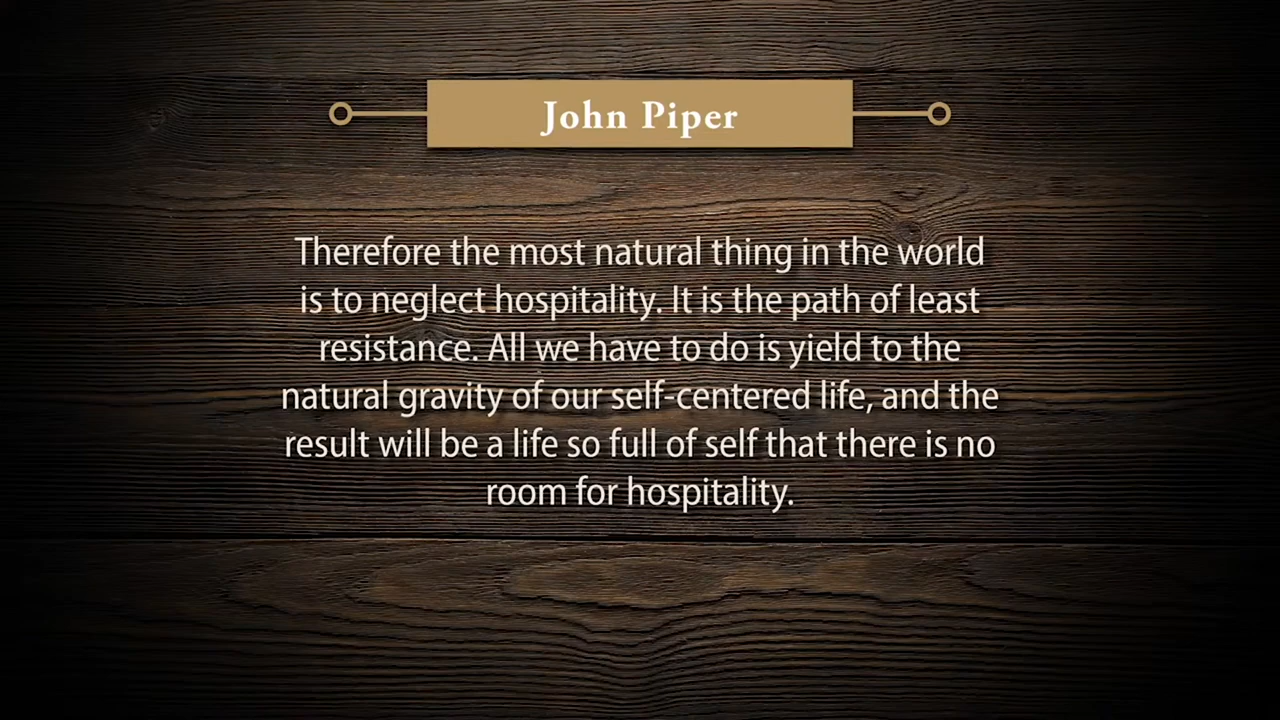 John Piper
Therefore the most natural thing in the world
is to neglect hospitality. It is the path of least
resistance. All we have to do is yield to the
natural gravity of our self-centered life, and the
result will be a life so full of self that there is no
room for hospitality.